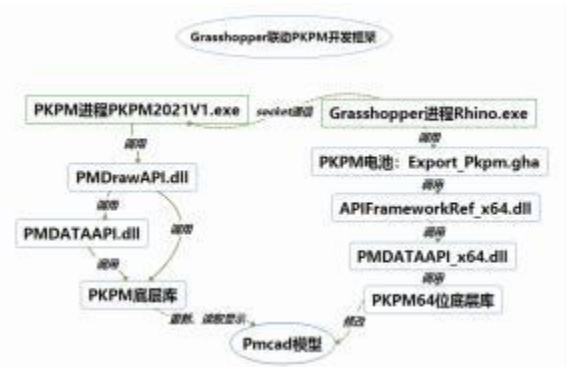 Grasshopper联动PKPM开发框架
PKPM进程PKPM2021V1.exe
socket通信
Grasshopper进程Rhino.exe
调用
调用
PKPM电池：Export_Pkpm.gha
PMDrawAPI.dll
调用
APIFrameworkRef_x64.dll
调用
调用
调用
PMDATAAPI.dll
PMDATAAPI_x64.dll
调用
调用
PKPM底层库
PKPM64位底层库
重新、读取显示
修改
Pmcad模型